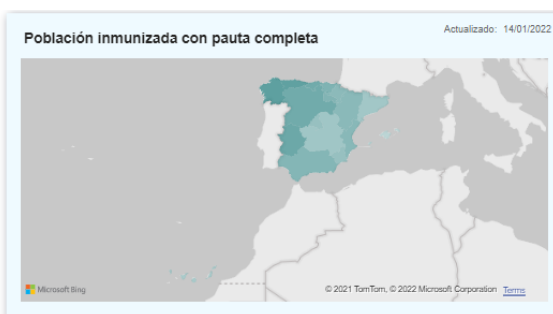 Población inmunizada con pauta completa
Actualizado: 14/01/2022
Microsoft Bing
© 2021 TomTom, © 2022 Microsoft Corporation Terms